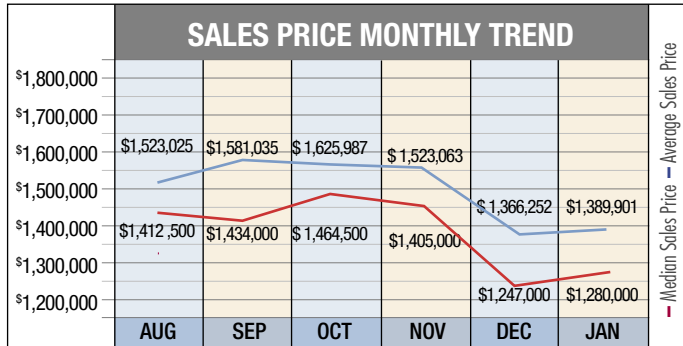 SALES PRICE MONTHLY TREND
$1,800,000
$1,700,000
$1,600,000
$1,500,000
$1,400,000
$1,300,000
$1,200,000
$1,523,025 $1,581,035 $1,625,987 $1,523,063 $1,366,252 $1,389,901
$1,412,500 $1,434,000 $1,464,500 $1,405,000 $1,247,000 $1,280,000
AUG SEP OCT NOV DEC JAN
Median Sales Price Average Sales Price